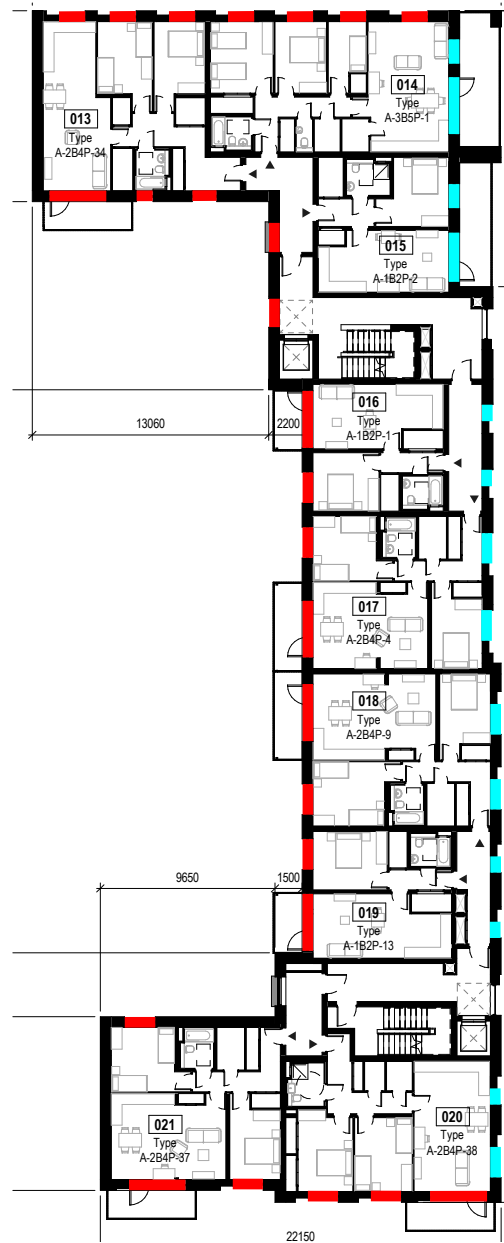 014
Type
A-3B5P-1
013
Type
A-2B4P-34
015
Type
A-1B2P-2
016
Type
A-1B2P-1
13060
2200
017
Type
A-2B4P-4
018
Type
A-2B4P-9
9650
1500
019
Type
A-1B2P-13
020
Type
A-2B4P-38
021
Type
A-2B4P-37
22150